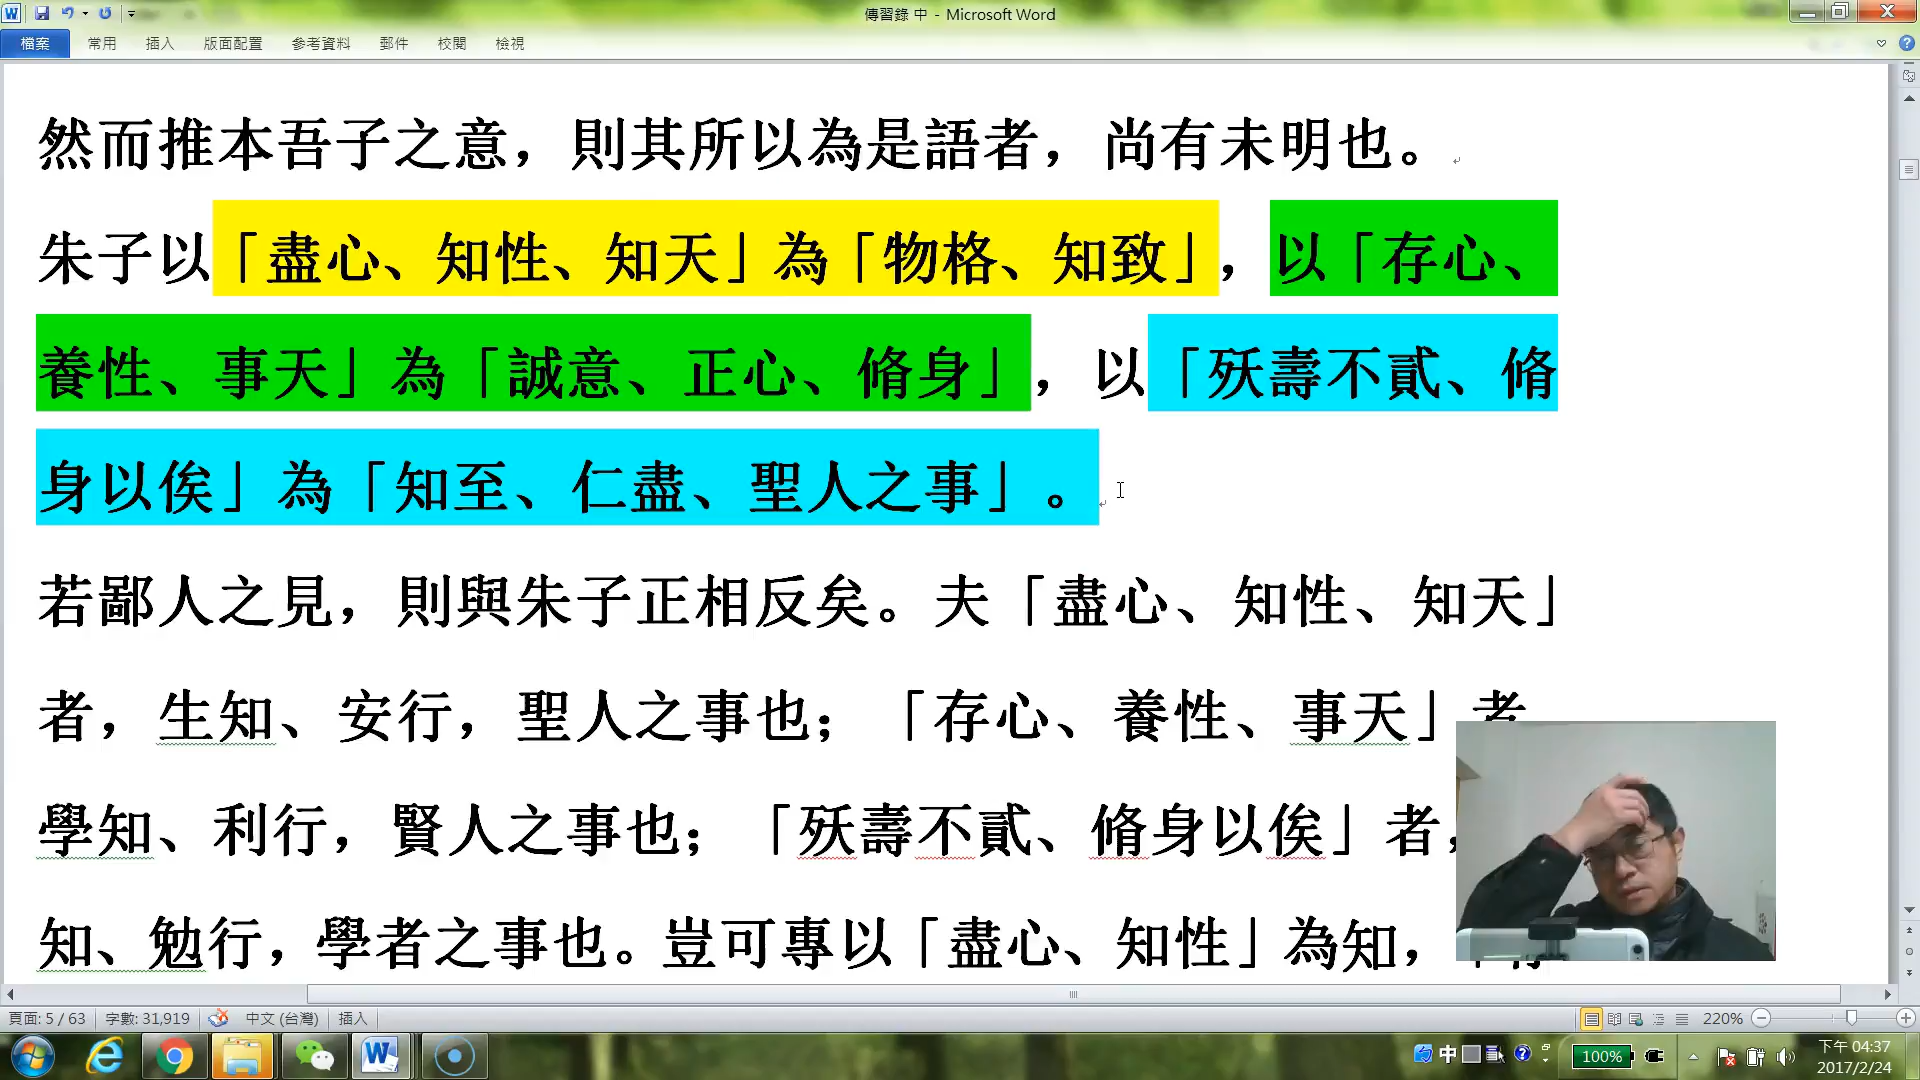 傳習錄 中 - Microsoft Word
檔案 常用 插入 版面配置 參考資料 郵件 校閱 檢視
然而推本吾子之意，則其所以為是語者，尚有未明也。
朱子以「盡心、知性、知天」為「物格、知致」，以「存心、
養性、事天」為「誠意、正心、脩身」，以「殀壽不貳、脩
身以俟」為「知至、仁盡、聖人之事」。
若鄙人之見，則與朱子正相反矣。夫「盡心、知性、知天」
者，生知、安行，聖人之事也；「存心、養性、事天」者
學知、利行，賢人之事也；「殀壽不貳、脩身以俟」者，
知、勉行，學者之事也。豈可專以「盡心、知性」為知，
頁面: 5 / 63 字數: 31,919 中文 (台灣) 插入 220%
中 100% 下午 04:37
2017/2/24